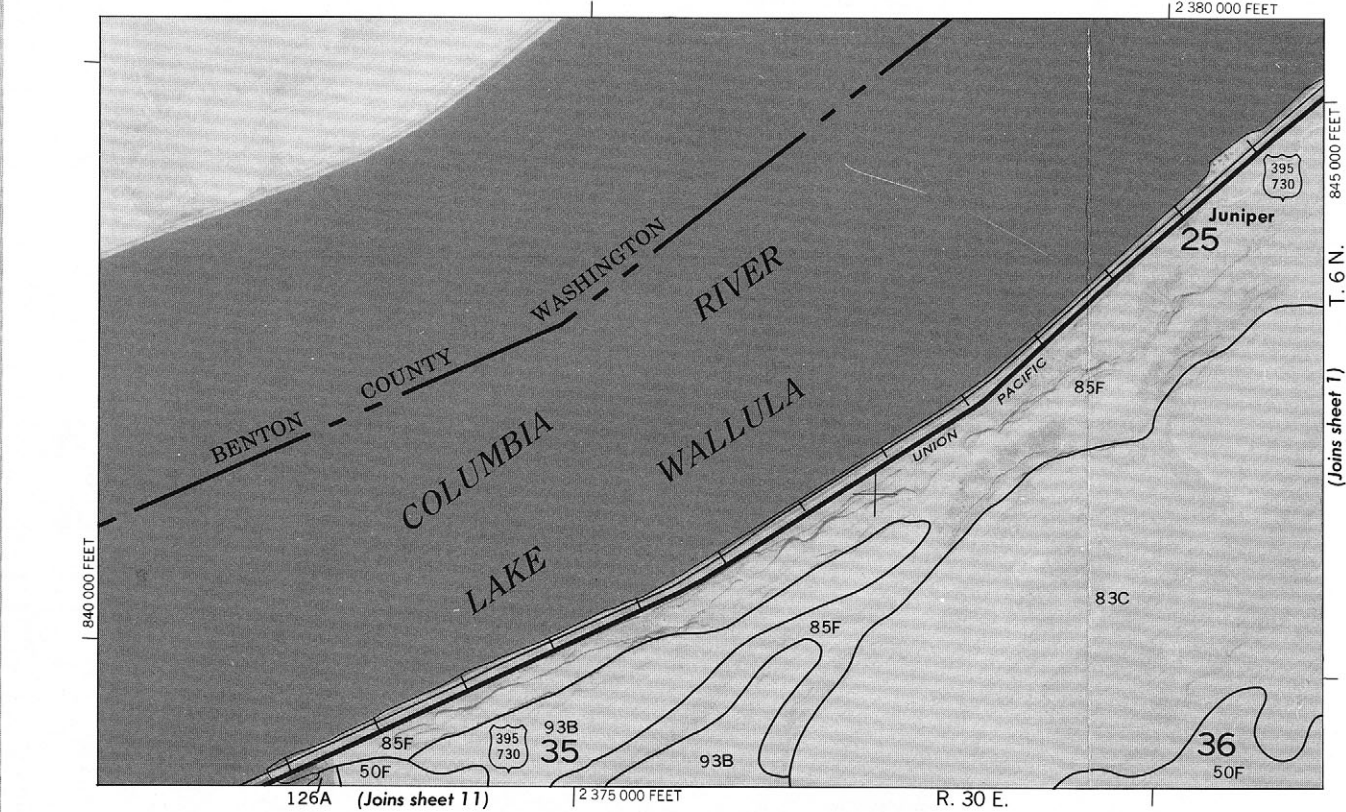 2 380 000 FEET
845 000 FEET
395
730
Juniper
25
T. 6 N.
WASHINGTON
RIVER
COUNTY
BENTON
COLUMBIA
WALLULA
LAKE
PACIFIC
UNION
85F
(Joins sheet 1)
840 000 FEET
83C
85F
93B
395
730
35
85F
50F
93B
36
50F
126A
(Joins sheet 11)
2 375 000 FEET
R. 30 E.